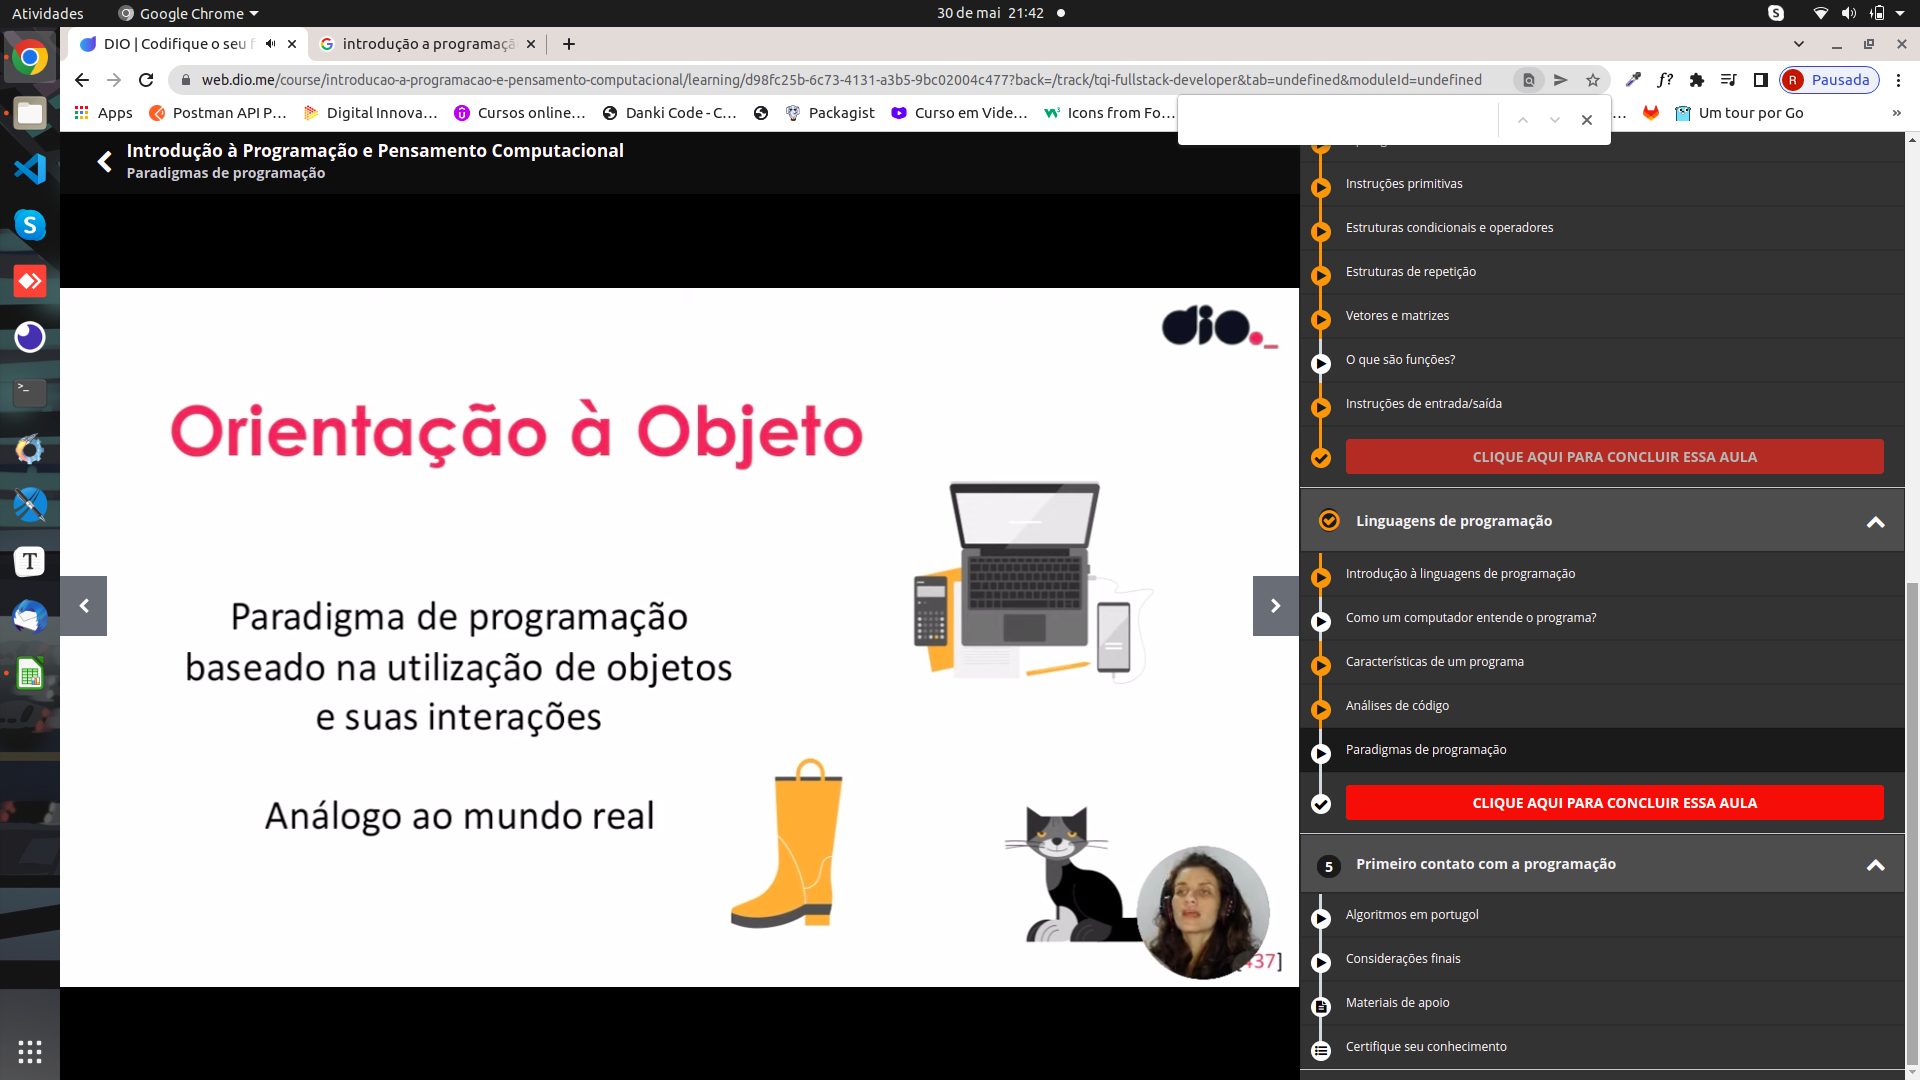 Atividades
Google Chrome
30 de mai 21:42
DIO | Codifique o seu f
introdução a programaçã
web.dio.me/course/introducao-a-programacao-e-pensamento-computacional/learning/d98fc25b-6c73-4131-a3b5-9bc02004c477?back=/track/tqi-fullstack-developer&tab=undefined&moduleId=undefined
f?
R Pausada
Apps
Postman API P…
Digital Innova…
Cursos online…
Danki Code - C…
Packagist
Curso em Vide…
Icons from Fo…
…
Um tour por Go
»
Introdução à Programação e Pensamento Computacional
Paradigmas de programação
dio._
Orientação à Objeto
Paradigma de programação
baseado na utilização de objetos
e suas interações
Análogo ao mundo real
37]
Instruções primitivas
Estruturas condicionais e operadores
Estruturas de repetição
Vetores e matrizes
O que são funções?
Instruções de entrada/saída
CLIQUE AQUI PARA CONCLUIR ESSA AULA
Linguagens de programação
Introdução à linguagens de programação
Como um computador entende o programa?
Características de um programa
Análises de código
Paradigmas de programação
CLIQUE AQUI PARA CONCLUIR ESSA AULA
5 Primeiro contato com a programação
Algoritmos em portugol
Considerações finais
Materiais de apoio
Certifique seu conhecimento